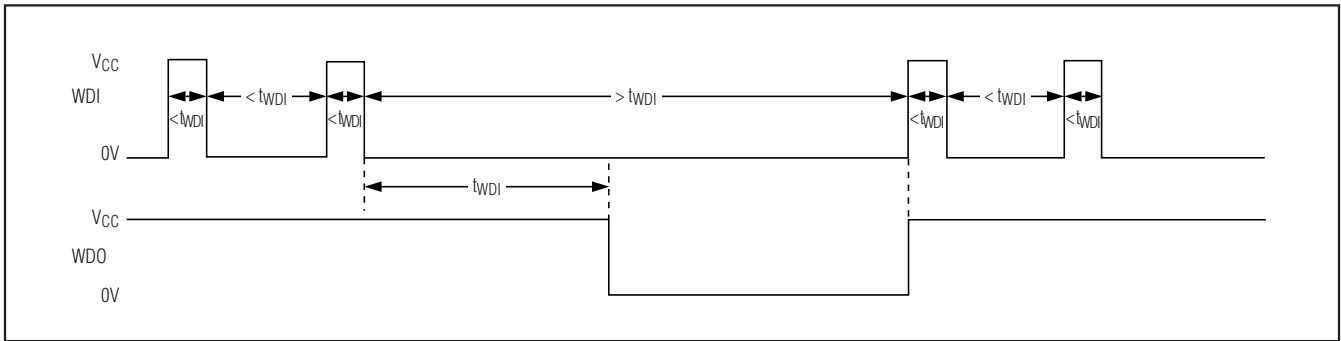 VCC
WDI
< tWDI
> tWDI
< tWDI
<tWDI
<tWDI
<tWDI
<tWDI
0V
tWDI
VCC
WDO
0V